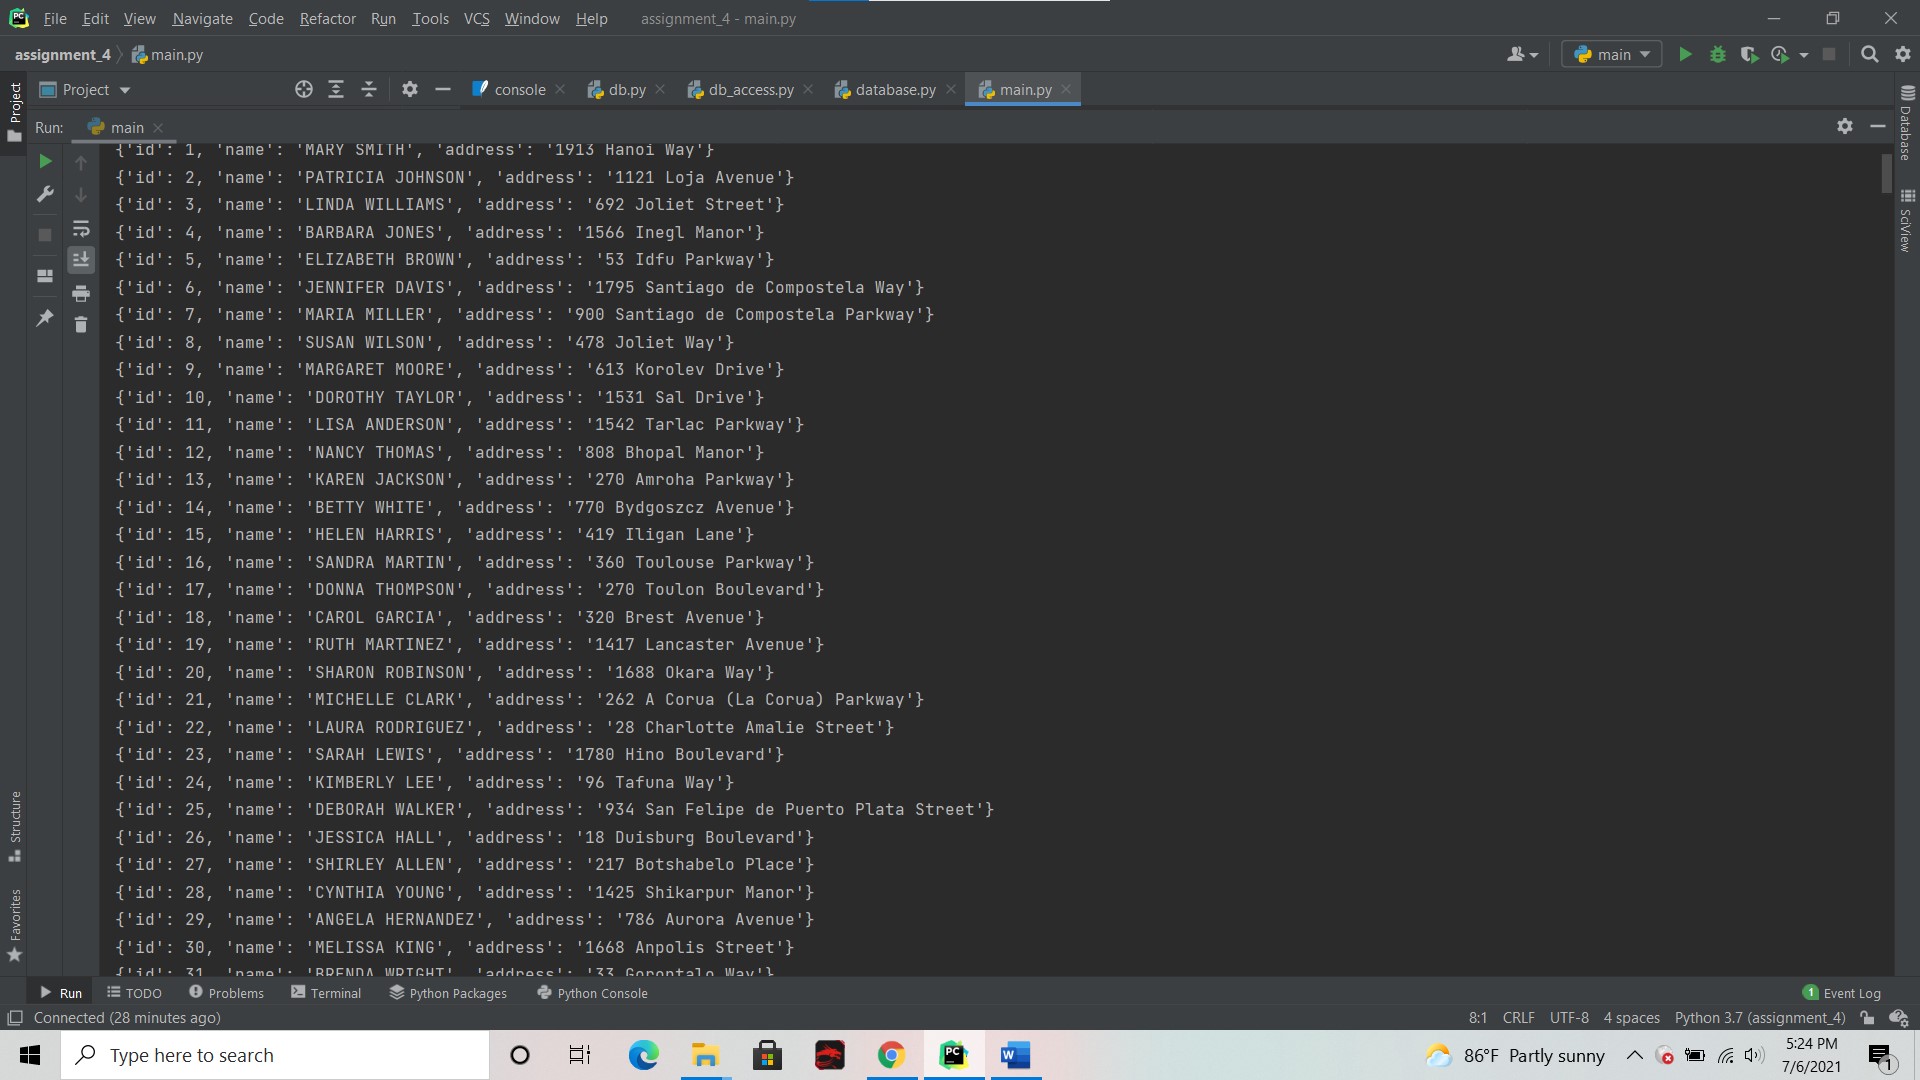 PC File Edit View Navigate Code Refactor Run Tools VCS Window Help assignment_4 - main.py
assignment_4 main.py main
Project console db.py db_access.py database.py main.py
Project
Database
SciView
Structure
Favorites
Run: main
{'id': 1, 'name': 'MARY SMITH', 'address': '1913 Hanoi Way'}
{'id': 2, 'name': 'PATRICIA JOHNSON', 'address': '1121 Loja Avenue'}
{'id': 3, 'name': 'LINDA WILLIAMS', 'address': '692 Joliet Street'}
{'id': 4, 'name': 'BARBARA JONES', 'address': '1566 Inegl Manor'}
{'id': 5, 'name': 'ELIZABETH BROWN', 'address': '53 Idfu Parkway'}
{'id': 6, 'name': 'JENNIFER DAVIS', 'address': '1795 Santiago de Compostela Way'}
{'id': 7, 'name': 'MARIA MILLER', 'address': '900 Santiago de Compostela Parkway'}
{'id': 8, 'name': 'SUSAN WILSON', 'address': '478 Joliet Way'}
{'id': 9, 'name': 'MARGARET MOORE', 'address': '613 Korolev Drive'}
{'id': 10, 'name': 'DOROTHY TAYLOR', 'address': '1531 Sal Drive'}
{'id': 11, 'name': 'LISA ANDERSON', 'address': '1542 Tarlac Parkway'}
{'id': 12, 'name': 'NANCY THOMAS', 'address': '808 Bhopal Manor'}
{'id': 13, 'name': 'KAREN JACKSON', 'address': '270 Amroha Parkway'}
{'id': 14, 'name': 'BETTY WHITE', 'address': '770 Bydgoszcz Avenue'}
{'id': 15, 'name': 'HELEN HARRIS', 'address': '419 Iligan Lane'}
{'id': 16, 'name': 'SANDRA MARTIN', 'address': '360 Toulouse Parkway'}
{'id': 17, 'name': 'DONNA THOMPSON', 'address': '270 Toulon Boulevard'}
{'id': 18, 'name': 'CAROL GARCIA', 'address': '320 Brest Avenue'}
{'id': 19, 'name': 'RUTH MARTINEZ', 'address': '1417 Lancaster Avenue'}
{'id': 20, 'name': 'SHARON ROBINSON', 'address': '1688 Okara Way'}
{'id': 21, 'name': 'MICHELLE CLARK', 'address': '262 A Corua (La Corua) Parkway'}
{'id': 22, 'name': 'LAURA RODRIGUEZ', 'address': '28 Charlotte Amalie Street'}
{'id': 23, 'name': 'SARAH LEWIS', 'address': '1780 Hino Boulevard'}
{'id': 24, 'name': 'KIMBERLY LEE', 'address': '96 Tafuna Way'}
{'id': 25, 'name': 'DEBORAH WALKER', 'address': '934 San Felipe de Puerto Plata Street'}
{'id': 26, 'name': 'JESSICA HALL', 'address': '18 Duisburg Boulevard'}
{'id': 27, 'name': 'SHIRLEY ALLEN', 'address': '217 Botshabelo Place'}
{'id': 28, 'name': 'CYNTHIA YOUNG', 'address': '1425 Shikarpur Manor'}
{'id': 29, 'name': 'ANGELA HERNANDEZ', 'address': '786 Aurora Avenue'}
{'id': 30, 'name': 'MELISSA KING', 'address': '1668 Anpolis Street'}
{'id': 31, 'name': 'BRENDA WRIGHT', 'address': '33 Gorontalo Way'}
Run TODO Problems Terminal Python Packages Python Console 1 Event Log
Connected (28 minutes ago) 8:1 CRLF UTF-8 4 spaces Python 3.7 (assignment_4)
Type here to search PC W 86°F Partly sunny 5:24 PM
7/6/2021 1